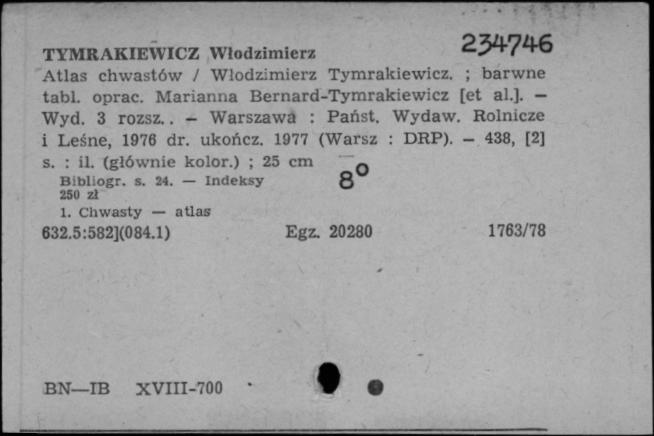 234746
TYMRAKIEWICZ Włodzimierz
Atlas chwastów / Włodzimierz Tymrakiewicz. ; barwne
tabl. oprac. Marianna Bernard-Tymrakiewicz [et al.]. —
Wyd. 3 rozsz.. — Warszawa : Państ. Wydaw. Rolnicze
i Leśne, 1976 dr. ukończ. 1977 (Warsz : DRP). — 438, [2]
s. : il. (głównie kolor.) ; 25 cm
8°
Bibliogr. s. 24. — Indeksy
250 zł
1. Chwasty — atlas
632.5:582](084.1) Egz. 20280 1763/78
BN—IB XVIII-700